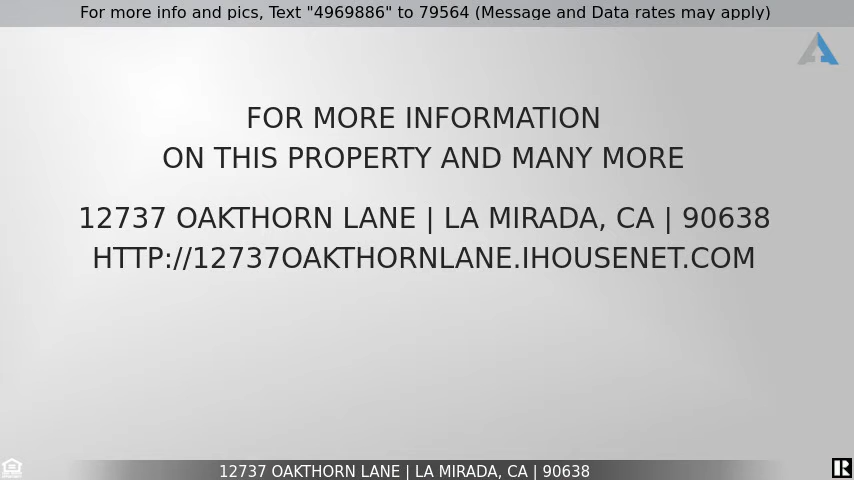 For more info and pics, Text "4969886" to 79564 (Message and Data rates may apply)
FOR MORE INFORMATION
ON THIS PROPERTY AND MANY MORE
12737 OAKTHORN LANE | LA MIRADA, CA | 90638
HTTP://12737OAKTHORNLANE.IHOUSENET.COM
12737 OAKTHORN LANE | LA MIRADA, CA | 90638